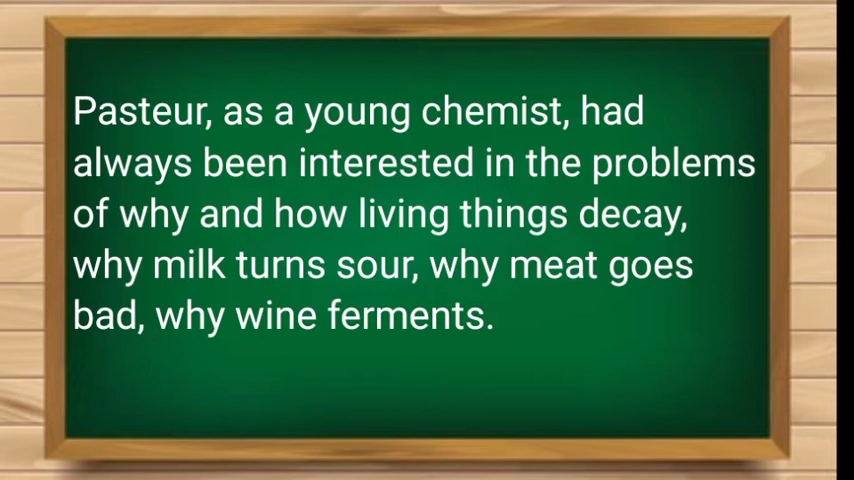 Pasteur, as a young chemist, had
always been interested in the problems
of why and how living things decay,
why milk turns sour, why meat goes
bad, why wine ferments.